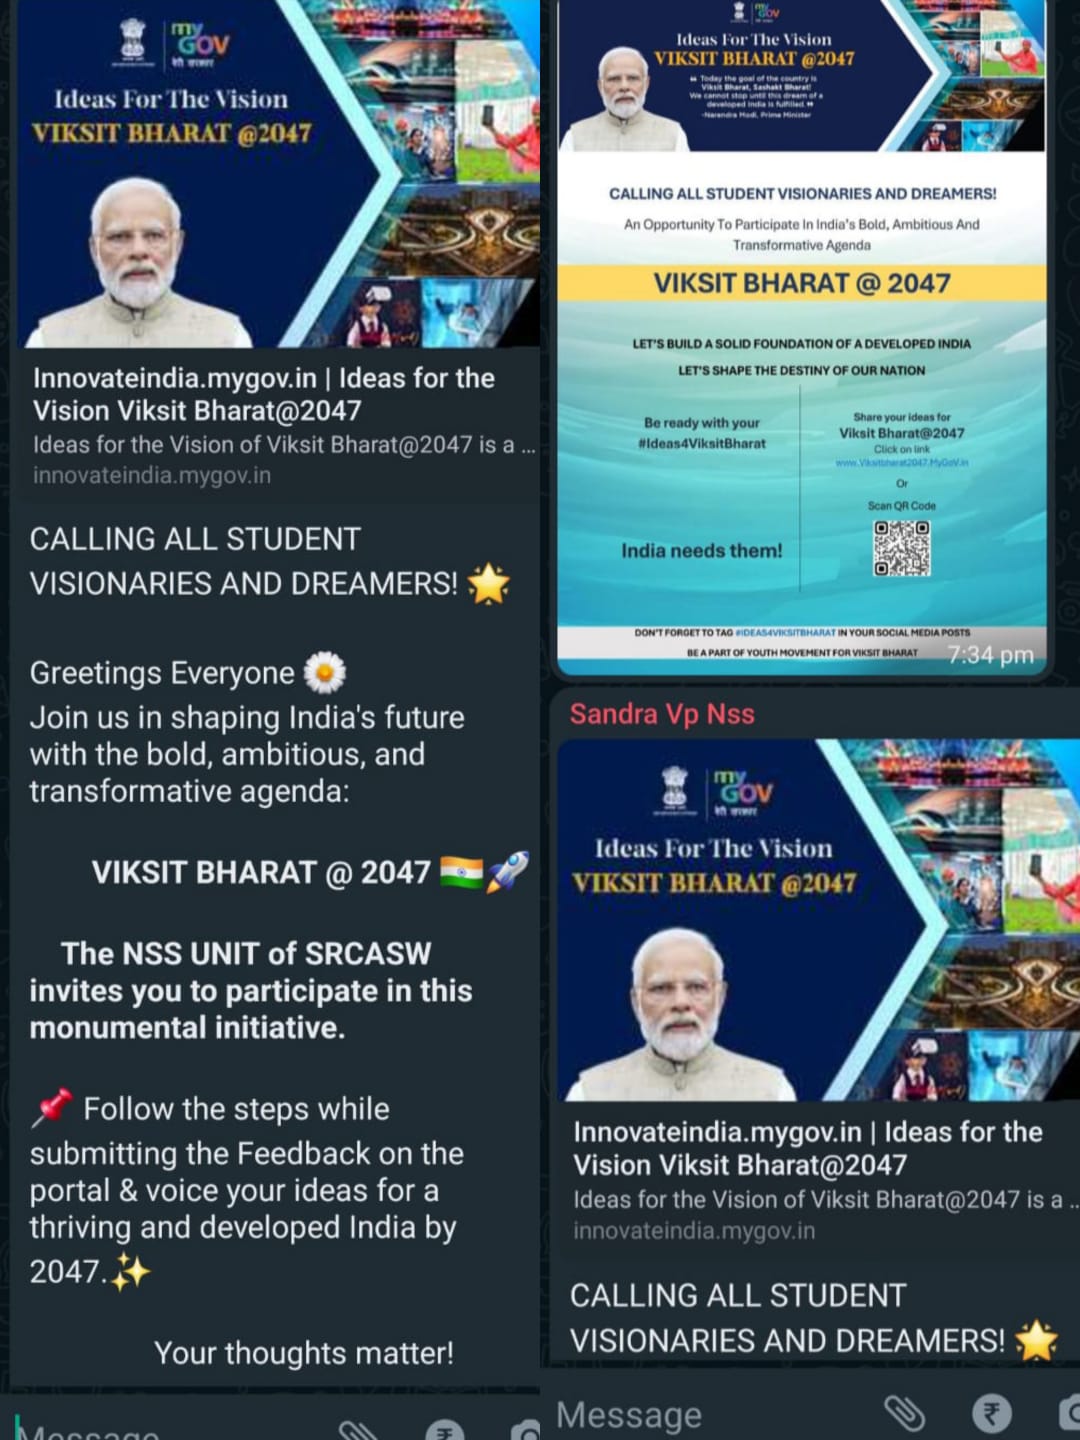 my
GOV
मेरी सरकार
Ideas For The Vision
VIKSIT BHARAT @2047
Innovateindia.mygov.in | Ideas for the
Vision Viksit Bharat@2047
Ideas for the Vision of Viksit Bharat@2047 is a ...
innovateindia.mygov.in
CALLING ALL STUDENT
VISIONARIES AND DREAMERS! 🌟
Greetings Everyone 🌼
Join us in shaping India's future
with the bold, ambitious, and
transformative agenda:
VIKSIT BHARAT @ 2047 🇮🇳🚀
The NSS UNIT of SRCASW
invites you to participate in this
monumental initiative.
📌 Follow the steps while
submitting the Feedback on the
portal & voice your ideas for a
thriving and developed India by
2047.✨
Your thoughts matter!
Message
my
GOV
Ideas For The Vision
VIKSIT BHARAT @2047
❝ Today the goal of the country is
Viksit Bharat, Sashakt Bharat!
We cannot stop until this dream of a
developed India is fulfilled. ❞
-Narendra Modi, Prime Minister
CALLING ALL STUDENT VISIONARIES AND DREAMERS!
An Opportunity To Participate In India's Bold, Ambitious And
Transformative Agenda
VIKSIT BHARAT @ 2047
LET'S BUILD A SOLID FOUNDATION OF A DEVELOPED INDIA
LET'S SHAPE THE DESTINY OF OUR NATION
Be ready with your
#Ideas4ViksitBharat
India needs them!
Share your ideas for
Viksit Bharat@2047
Click on link
www.Viksitbharat2047.MyGoV.in
Or
Scan QR Code
DON'T FORGET TO TAG #IDEAS4VIKSITBHARAT IN YOUR SOCIAL MEDIA POSTS
BE A PART OF YOUTH MOVEMENT FOR VIKSIT BHARAT
7:34 pm
Sandra Vp Nss
my
GOV
मेरी सरकार
Ideas For The Vision
VIKSIT BHARAT @2047
Innovateindia.mygov.in | Ideas for the
Vision Viksit Bharat@2047
Ideas for the Vision of Viksit Bharat@2047 is a ..
innovateindia.mygov.in
CALLING ALL STUDENT
VISIONARIES AND DREAMERS! 🌟
Message
₹